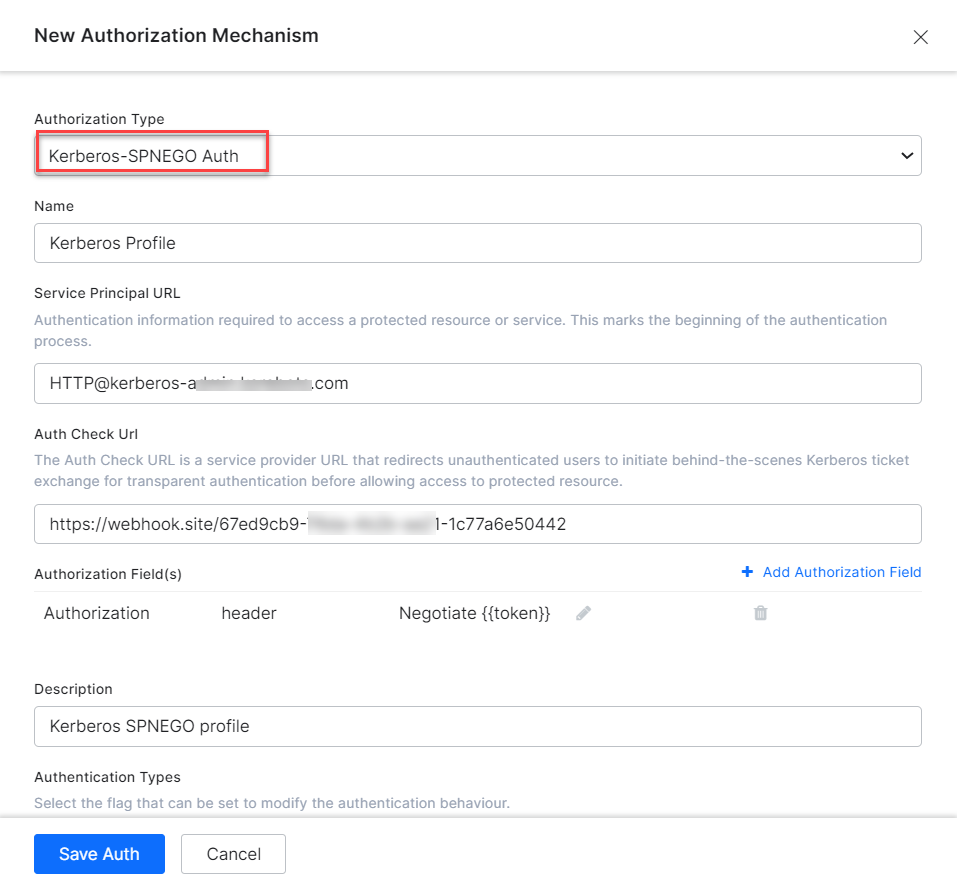 New Authorization Mechanism
Authorization Type
Kerberos-SPNEGO Auth
Name
Kerberos Profile
Service Principal URL
Authentication information required to access a protected resource or service. This marks the beginning of the authentication
process.
HTTP@kerberos-a .com
Auth Check Url
The Auth Check URL is a service provider URL that redirects unauthenticated users to initiate behind-the-scenes Kerberos ticket
exchange for transparent authentication before allowing access to protected resource.
https://webhook.site/67ed9cb9- 1-1c77a6e50442
Authorization Field(s)
+ Add Authorization Field
Authorization header Negotiate {{token}}
Description
Kerberos SPNEGO profile
Authentication Types
Select the flag that can be set to modify the authentication behaviour.
Save Auth Cancel